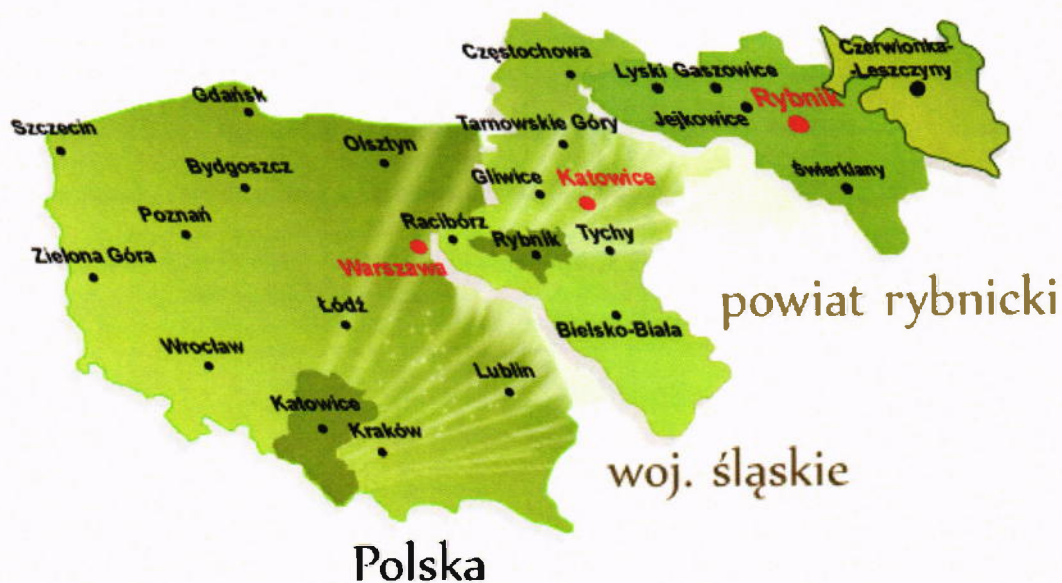 Częstochowa
Lyski Gaszowice
Czerwionka-
-Leszczyny
Rybnik
Jejkowice
Świerklany
Gdańsk
Szczecin
Olsztyn
Bydgoszcz
Poznań
Zielona Góra
Warszawa
Łódź
Wrocław
Lublin
Katowice
Kraków
Tarnowskie Góry
Gliwice
Katowice
Racibórz
Rybnik
Tychy
Bielsko-Biała
powiat rybnicki
woj. śląskie
Polska